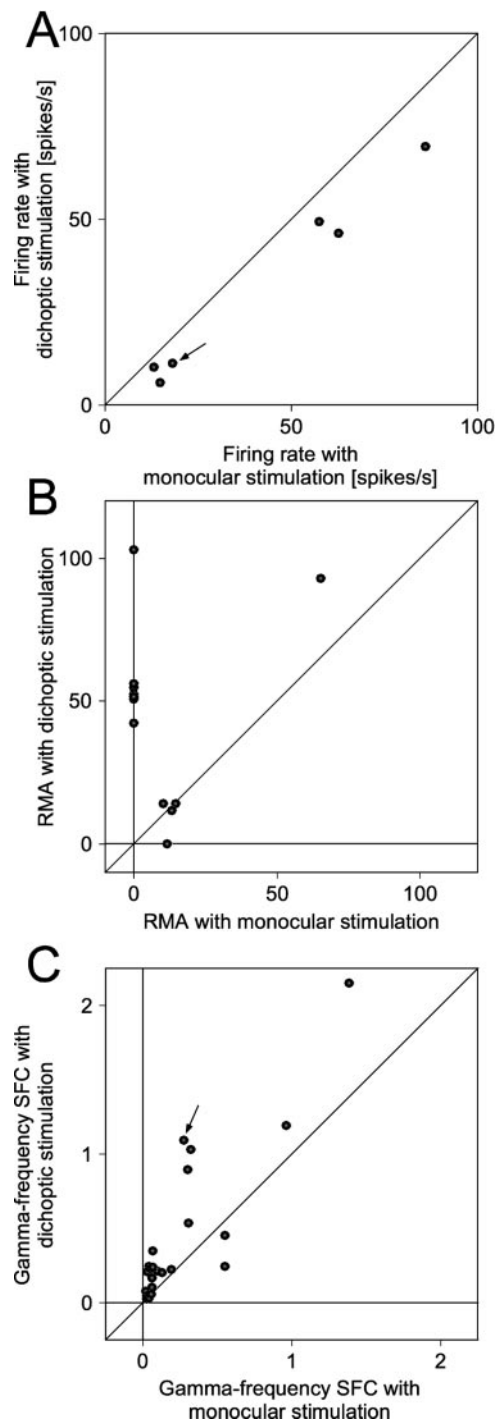 A
100
50
0
Firing rate with
dichoptic stimulation [spikes/s]
0
50
100
Firing rate with
monocular stimulation [spikes/s]
B
100
50
0
RMA with dichoptic stimulation
0
50
100
RMA with monocular stimulation
C
2
1
0
Gamma-frequency SFC with
dichoptic stimulation
0
1
2
Gamma-frequency SFC with
monocular stimulation